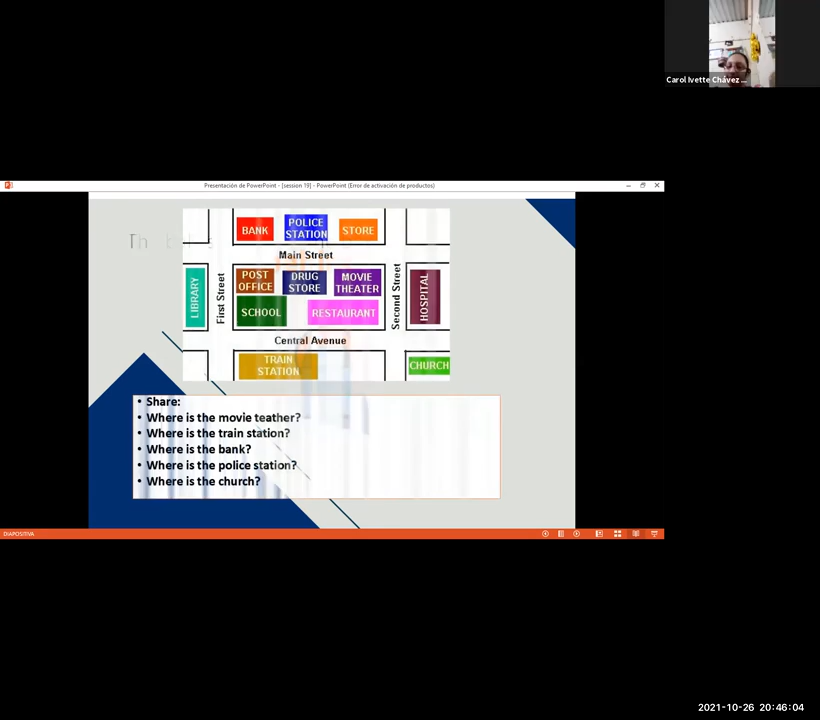 Carol Ivette Chávez ...
Presentación de PowerPoint - [session 19] - PowerPoint (Error de activación de productos)
BANK
POLICE
STATION
STORE
Main Street
LIBRARY
First Street
POST
OFFICE
DRUG
STORE
MOVIE
THEATER
Second Street
HOSPITAL
SCHOOL
RESTAURANT
Central Avenue
TRAIN
STATION
CHURCH
• Share:
• Where is the movie teather?
• Where is the train station?
• Where is the bank?
• Where is the police station?
• Where is the church?
DIAPOSITIVA
2021-10-26 20:46:04